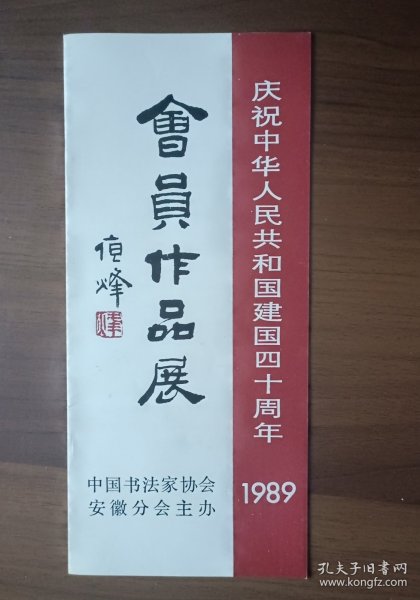 庆祝中华人民共和国建国四十周年
1989
會員作品展
恒烽
中国书法家协会
安徽分会主办
孔夫子旧书网
www.kongfz.com